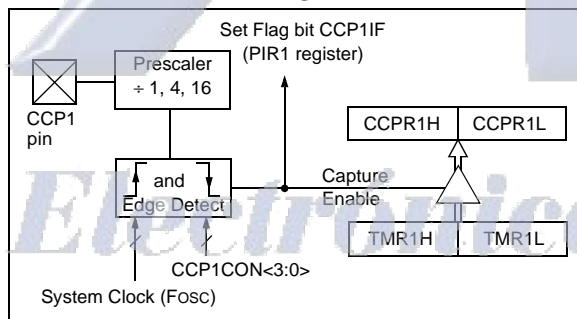 Set Flag bit CCP1IF
(PIR1 register)
Prescaler
÷ 1, 4, 16
CCP1
pin
CCPR1H
CCPR1L
and
Edge Detect
Capture
Enable
TMR1H
TMR1L
CCP1CON<3:0>
System Clock (FOSC)
Electrónica